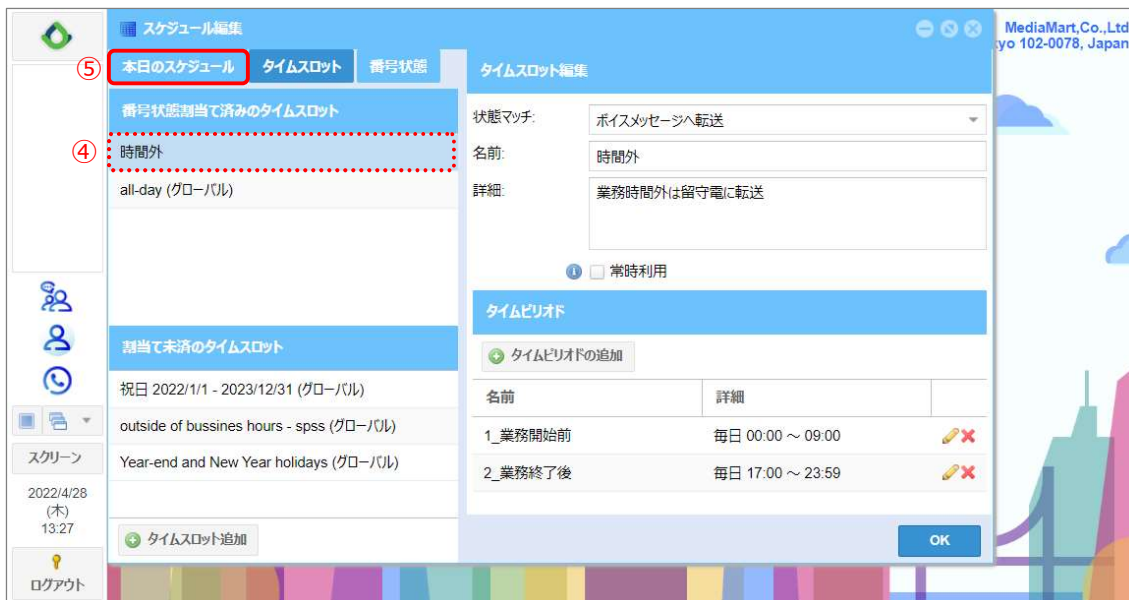 スケジュール編集
MediaMart,Co.,Ltd
yo 102-0078, Japan
⑤
本日のスケジュール
タイムスロット
番号状態
タイムスロット編集
番号状態割当て済みのタイムスロット
④
時間外
all-day (グローバル)
状態マッチ:
ボイスメッセージへ転送
名前:
時間外
詳細:
業務時間外は留守電に転送
常時利用
タイムピリオド
タイムピリオドの追加
名前
詳細
1_業務開始前
毎日 00:00 ～ 09:00
2_業務終了後
毎日 17:00 ～ 23:59
OK
割当て未済のタイムスロット
祝日 2022/1/1 - 2023/12/31 (グローバル)
outside of bussines hours - spss (グローバル)
Year-end and New Year holidays (グローバル)
タイムスロット追加
スクリーン
2022/4/28
(木)
13:27
ログアウト